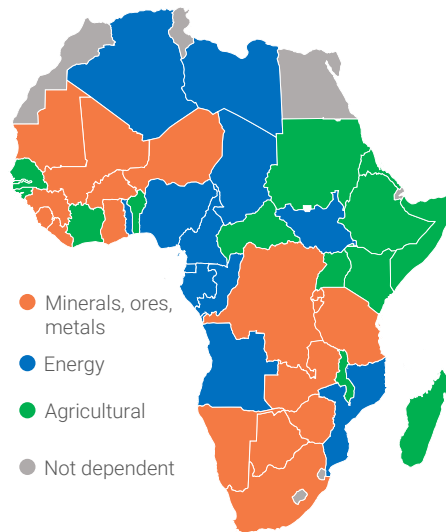 Minerals, ores,
metals
Energy
Agricultural
Not dependent